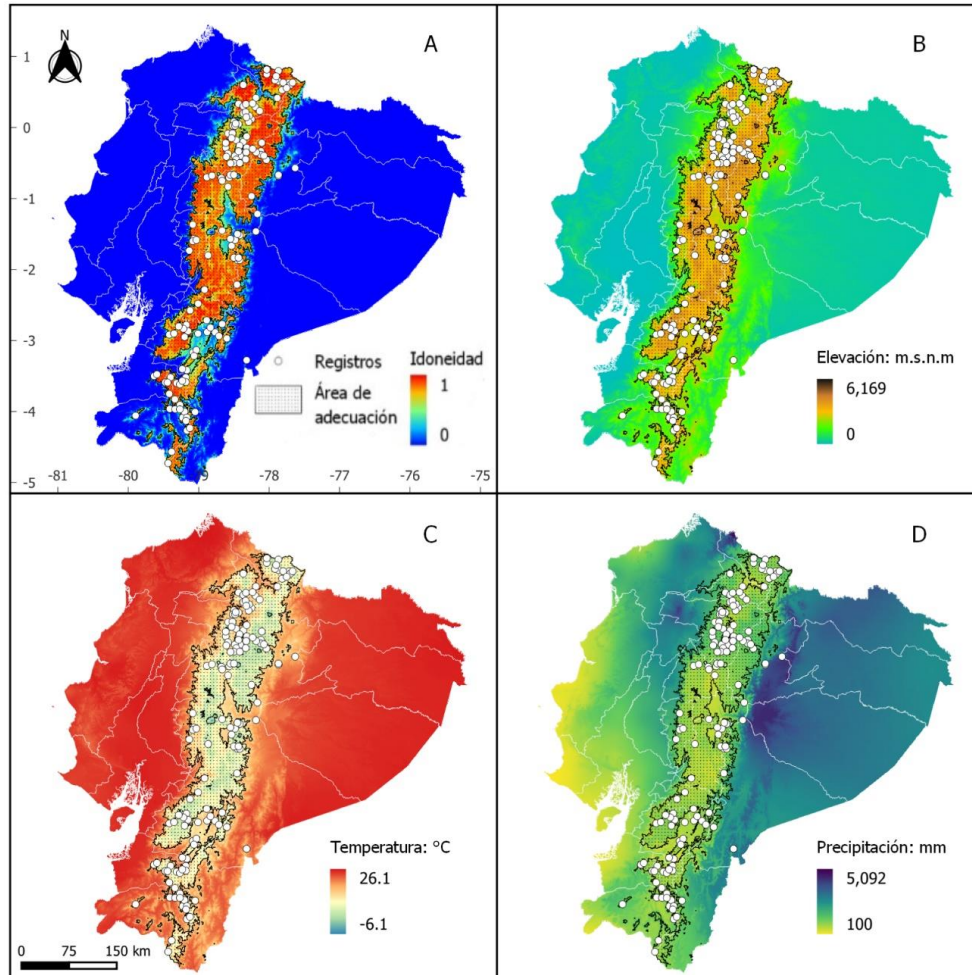 A
N
1
0
-1
-2
-3
-4
-5
-81
-80
-79
-78
-77
-76
-75
Registros
Área de
adecuación
Idoneidad
1
0
B
Elevación: m.s.n.m
6,169
0
C
Temperatura: °C
26.1
-6.1
0 75 150 km
D
Precipitación: mm
5,092
100